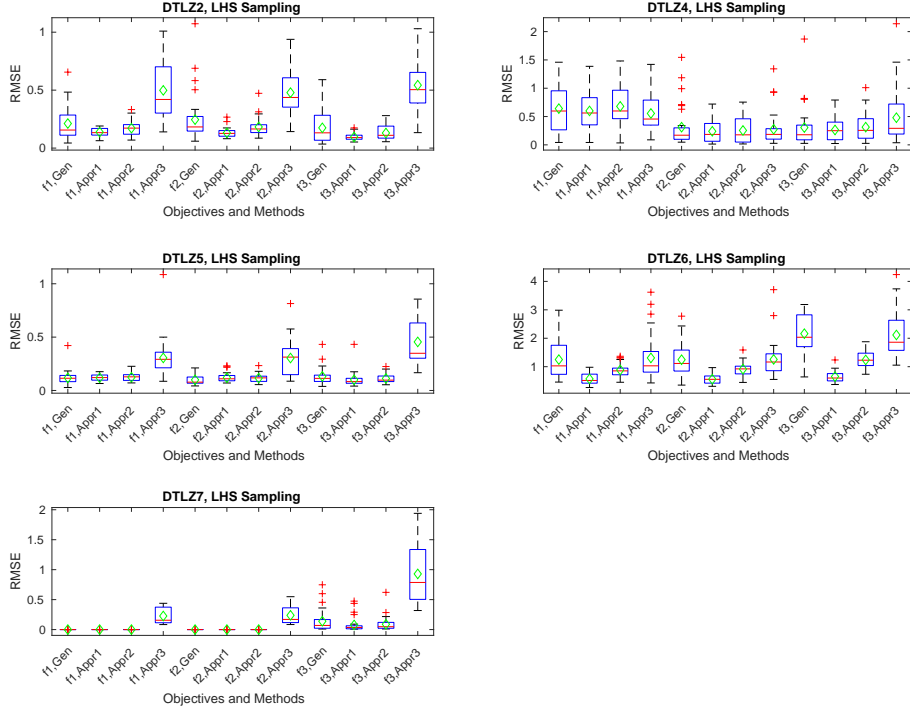 DTLZ2, LHS Sampling
1
0.5
0
RMSE
f1,Gen
f1,Appr1
f1,Appr2
f1,Appr3
f2,Gen
f2,Appr1
f2,Appr2
f2,Appr3
f3,Gen
f3,Appr1
f3,Appr2
f3,Appr3
Objectives and Methods
DTLZ4, LHS Sampling
2
1.5
1
0.5
0
RMSE
f1,Gen
f1,Appr1
f1,Appr2
f1,Appr3
f2,Gen
f2,Appr1
f2,Appr2
f2,Appr3
f3,Gen
f3,Appr1
f3,Appr2
f3,Appr3
Objectives and Methods
DTLZ5, LHS Sampling
1
0.5
0
RMSE
f1,Gen
f1,Appr1
f1,Appr2
f1,Appr3
f2,Gen
f2,Appr1
f2,Appr2
f2,Appr3
f3,Gen
f3,Appr1
f3,Appr2
f3,Appr3
Objectives and Methods
DTLZ6, LHS Sampling
4
3
2
1
RMSE
f1,Gen
f1,Appr1
f1,Appr2
f1,Appr3
f2,Gen
f2,Appr1
f2,Appr2
f2,Appr3
f3,Gen
f3,Appr1
f3,Appr2
f3,Appr3
Objectives and Methods
DTLZ7, LHS Sampling
2
1.5
1
0.5
0
RMSE
f1,Gen
f1,Appr1
f1,Appr2
f1,Appr3
f2,Gen
f2,Appr1
f2,Appr2
f2,Appr3
f3,Gen
f3,Appr1
f3,Appr2
f3,Appr3
Objectives and Methods